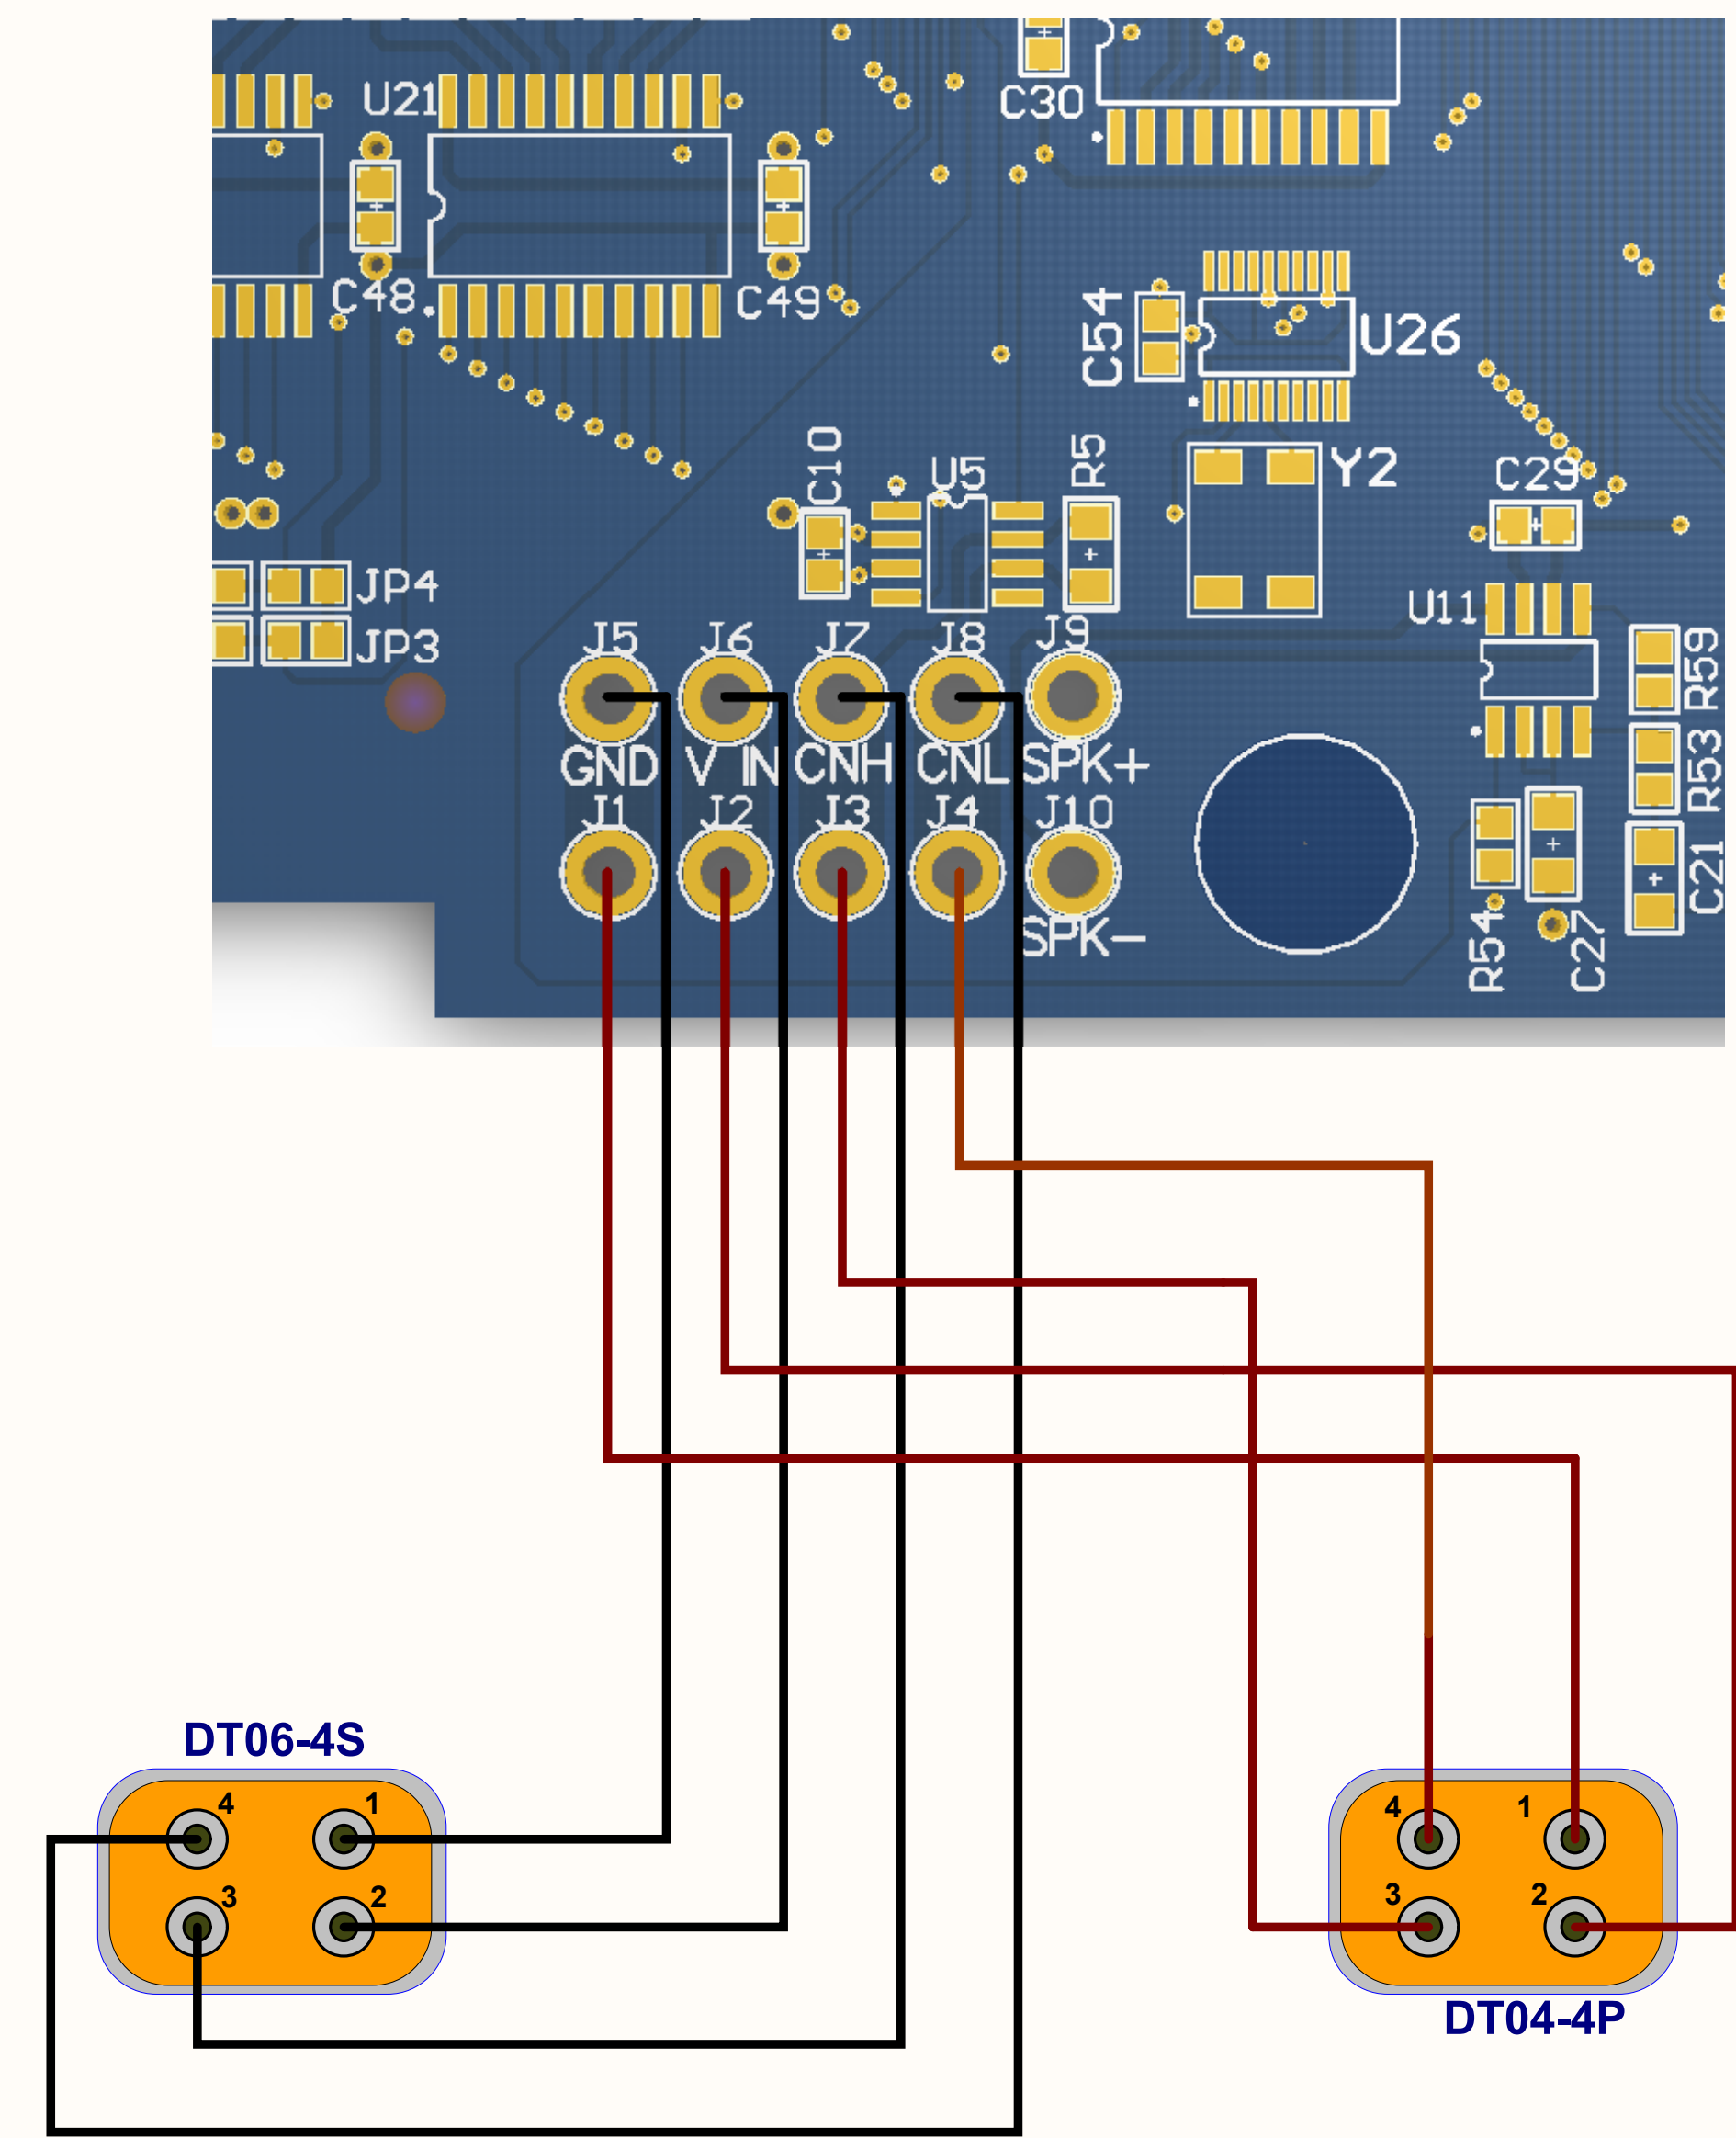 U21
C30
C48
C49
C54
U26
C10
U5
R5
Y2
C29
JP4
JP3
U11
R59
J5 J6 J7 J8 J9
GND V IN CNH CNL SPK+
R53
J1 J2 J3 J4 J10
C21
SPK-
R54
C27
DT06-4S
4 1
3 2
4 1
3 2
DT04-4P